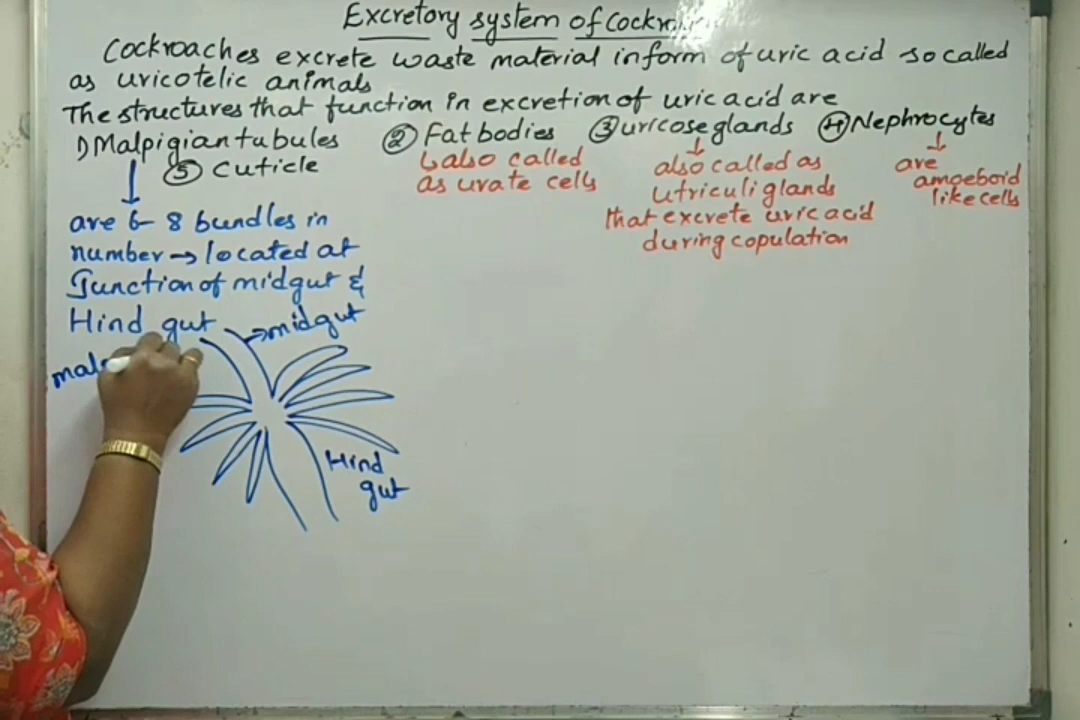 Excretory system of Cockr
Cockroaches excrete waste material inform of uric acid so called
as uricotelic animals
The structures that function in excretion of uric acid are
1) Malpigian tubules ② Fat bodies ③ uricose glands ④ Nephrocytes
⑤ Cuticle
also called
as urate cells
also called as
Utriculi glands
that excrete uric acid
during copulation
are
amoeboid
like cells
are 6- 8 bundles in
number → located at
Junction of midgut &
Hind gut
→ midgut
mal
Hind
gut